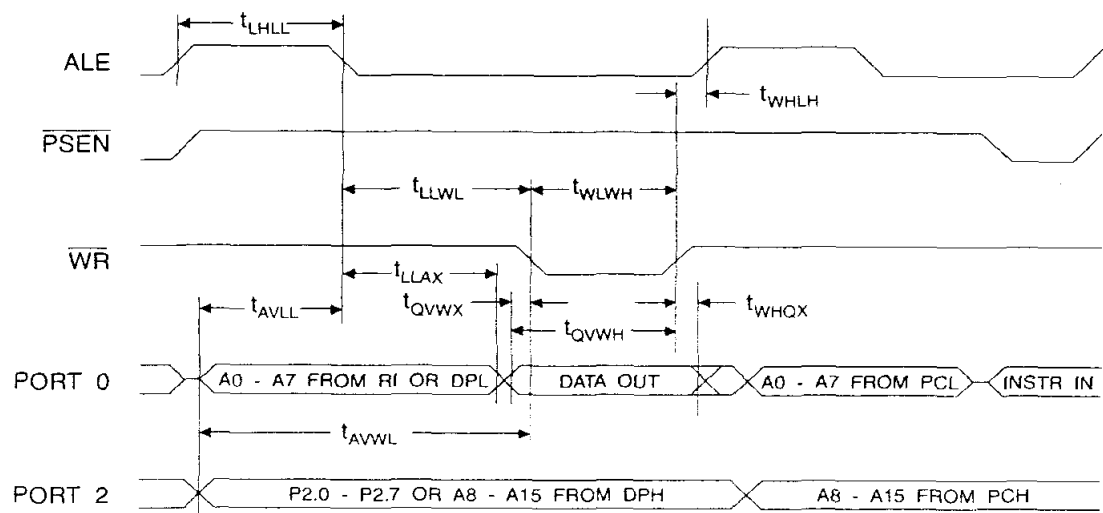 tLHLL
ALE
tWHLH
PSEN
tLLWL
tWLWH
WR
tLLAX
tAVLL
tQVWX
tWHQX
tQVWH
PORT 0
A0 - A7 FROM RI OR DPL
DATA OUT
A0 - A7 FROM PCL
INSTR IN
tAVWL
PORT 2
P2.0 - P2.7 OR A8 - A15 FROM DPH
A8 - A15 FROM PCH